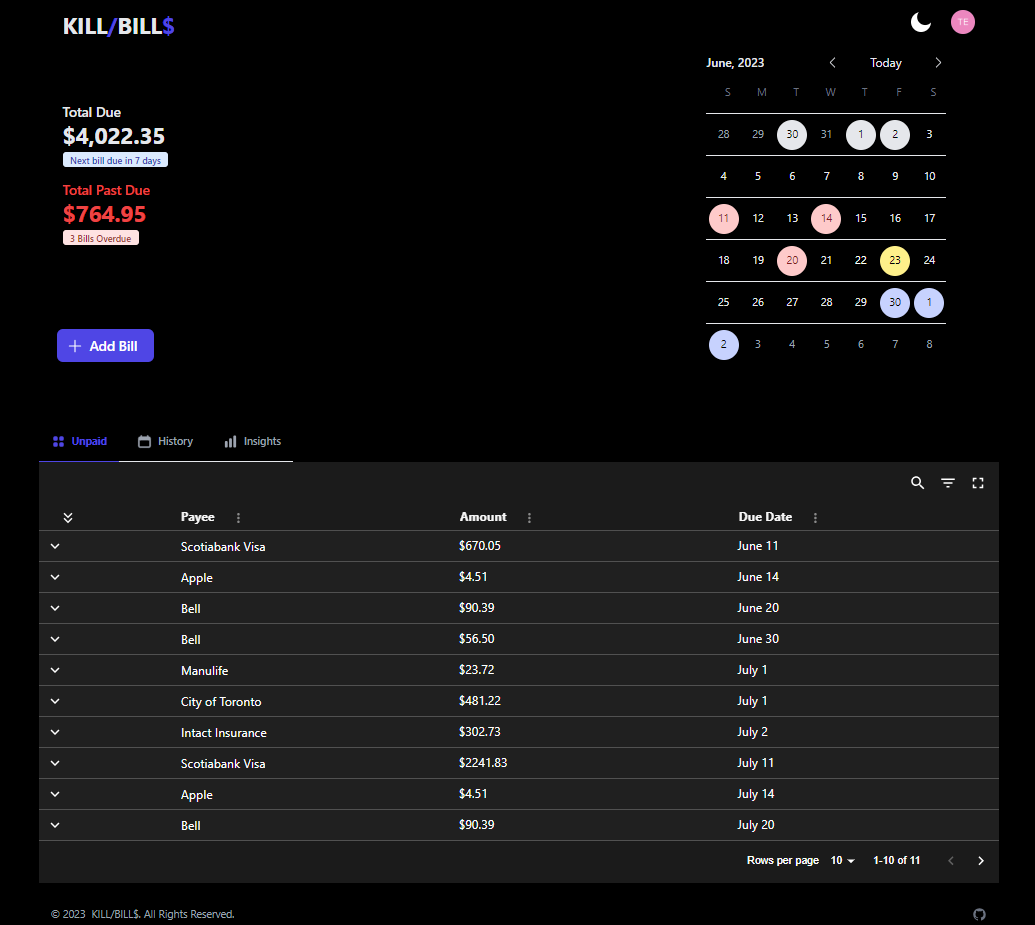 KILL/BILL$
TE
June, 2023 Today
S M T W T F S
28 29 30 31 1 2 3
4 5 6 7 8 9 10
11 12 13 14 15 16 17
18 19 20 21 22 23 24
25 26 27 28 29 30 1
2 3 4 5 6 7 8
Total Due
$4,022.35
Next bill due in 7 days
Total Past Due
$764.95
3 Bills Overdue
+ Add Bill
Unpaid History Insights
Payee Amount Due Date
Scotiabank Visa $670.05 June 11
Apple $4.51 June 14
Bell $90.39 June 20
Bell $56.50 June 30
Manulife $23.72 July 1
City of Toronto $481.22 July 1
Intact Insurance $302.73 July 2
Scotiabank Visa $2241.83 July 11
Apple $4.51 July 14
Bell $90.39 July 20
Rows per page 10 1-10 of 11
© 2023 KILL/BILL$. All Rights Reserved.